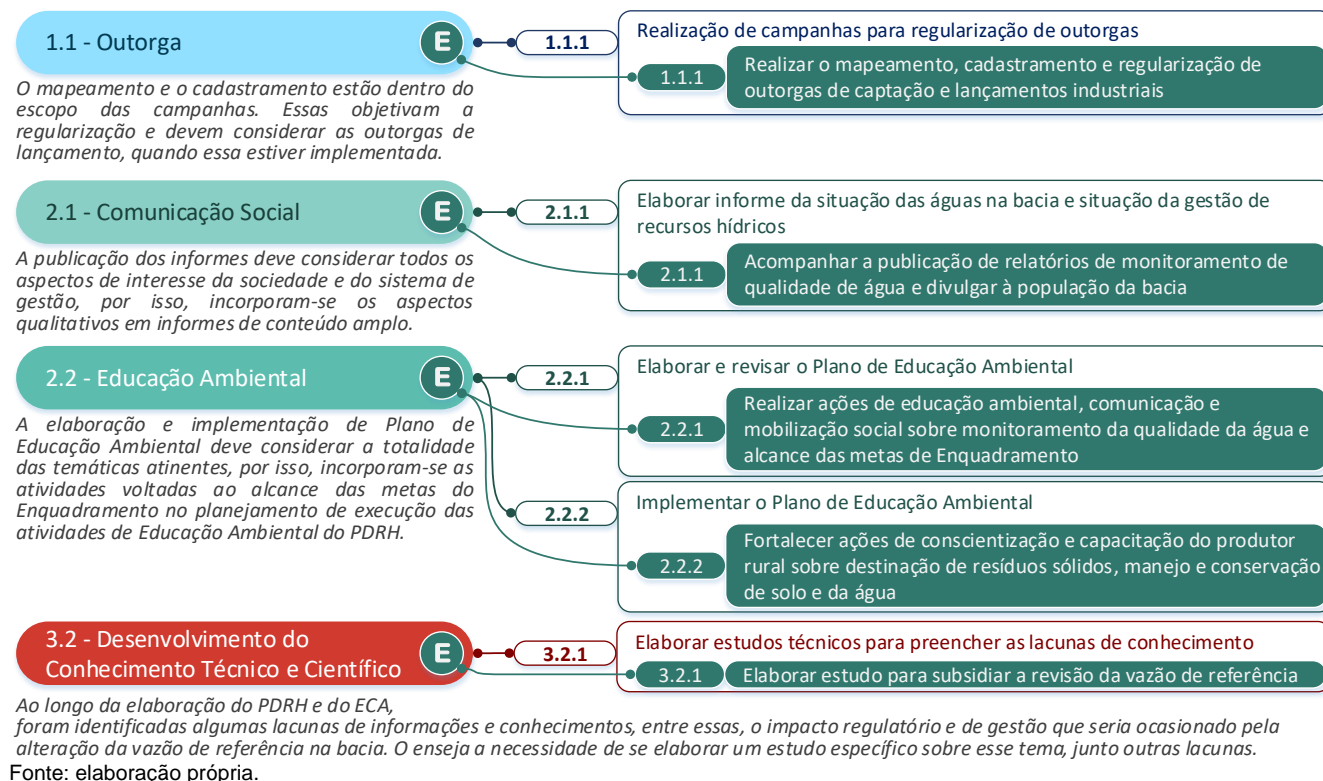 1.1 - Outorga
E
1.1.1
Realização de campanhas para regularização de outorgas
1.1.1
Realizar o mapeamento, cadastramento e regularização de
outorgas de captação e lançamentos industriais
O mapeamento e o cadastramento estão dentro do
escopo das campanhas. Essas objetivam a
regularização e devem considerar as outorgas de
lançamento, quando essa estiver implementada.
2.1 - Comunicação Social
E
2.1.1
Elaborar informe da situação das águas na bacia e situação da gestão de
recursos hídricos
2.1.1
Acompanhar a publicação de relatórios de monitoramento de
qualidade de água e divulgar à população da bacia
A publicação dos informes deve considerar todos os
aspectos de interesse da sociedade e do sistema de
gestão, por isso, incorporam-se os aspectos
qualitativos em informes de conteúdo amplo.
2.2 - Educação Ambiental
E
2.2.1
Elaborar e revisar o Plano de Educação Ambiental
2.2.1
Realizar ações de educação ambiental, comunicação e
mobilização social sobre monitoramento da qualidade da água e
alcance das metas de Enquadramento
A elaboração e implementação de Plano de
Educação Ambiental deve considerar a totalidade
das temáticas atinentes, por isso, incorporam-se as
atividades voltadas ao alcance das metas do
Enquadramento no planejamento de execução das
atividades de Educação Ambiental do PDRH.
2.2.2
Implementar o Plano de Educação Ambiental
2.2.2
Fortalecer ações de conscientização e capacitação do produtor
rural sobre destinação de resíduos sólidos, manejo e conservação
de solo e da água
3.2 - Desenvolvimento do
Conhecimento Técnico e Científico
E
3.2.1
Elaborar estudos técnicos para preencher as lacunas de conhecimento
3.2.1
Elaborar estudo para subsidiar a revisão da vazão de referência
Ao longo da elaboração do PDRH e do ECA,
foram identificadas algumas lacunas de informações e conhecimentos, entre essas, o impacto regulatório e de gestão que seria ocasionado pela
alteração da vazão de referência na bacia. O enseja a necessidade de se elaborar um estudo específico sobre esse tema, junto outras lacunas.
Fonte: elaboração própria.